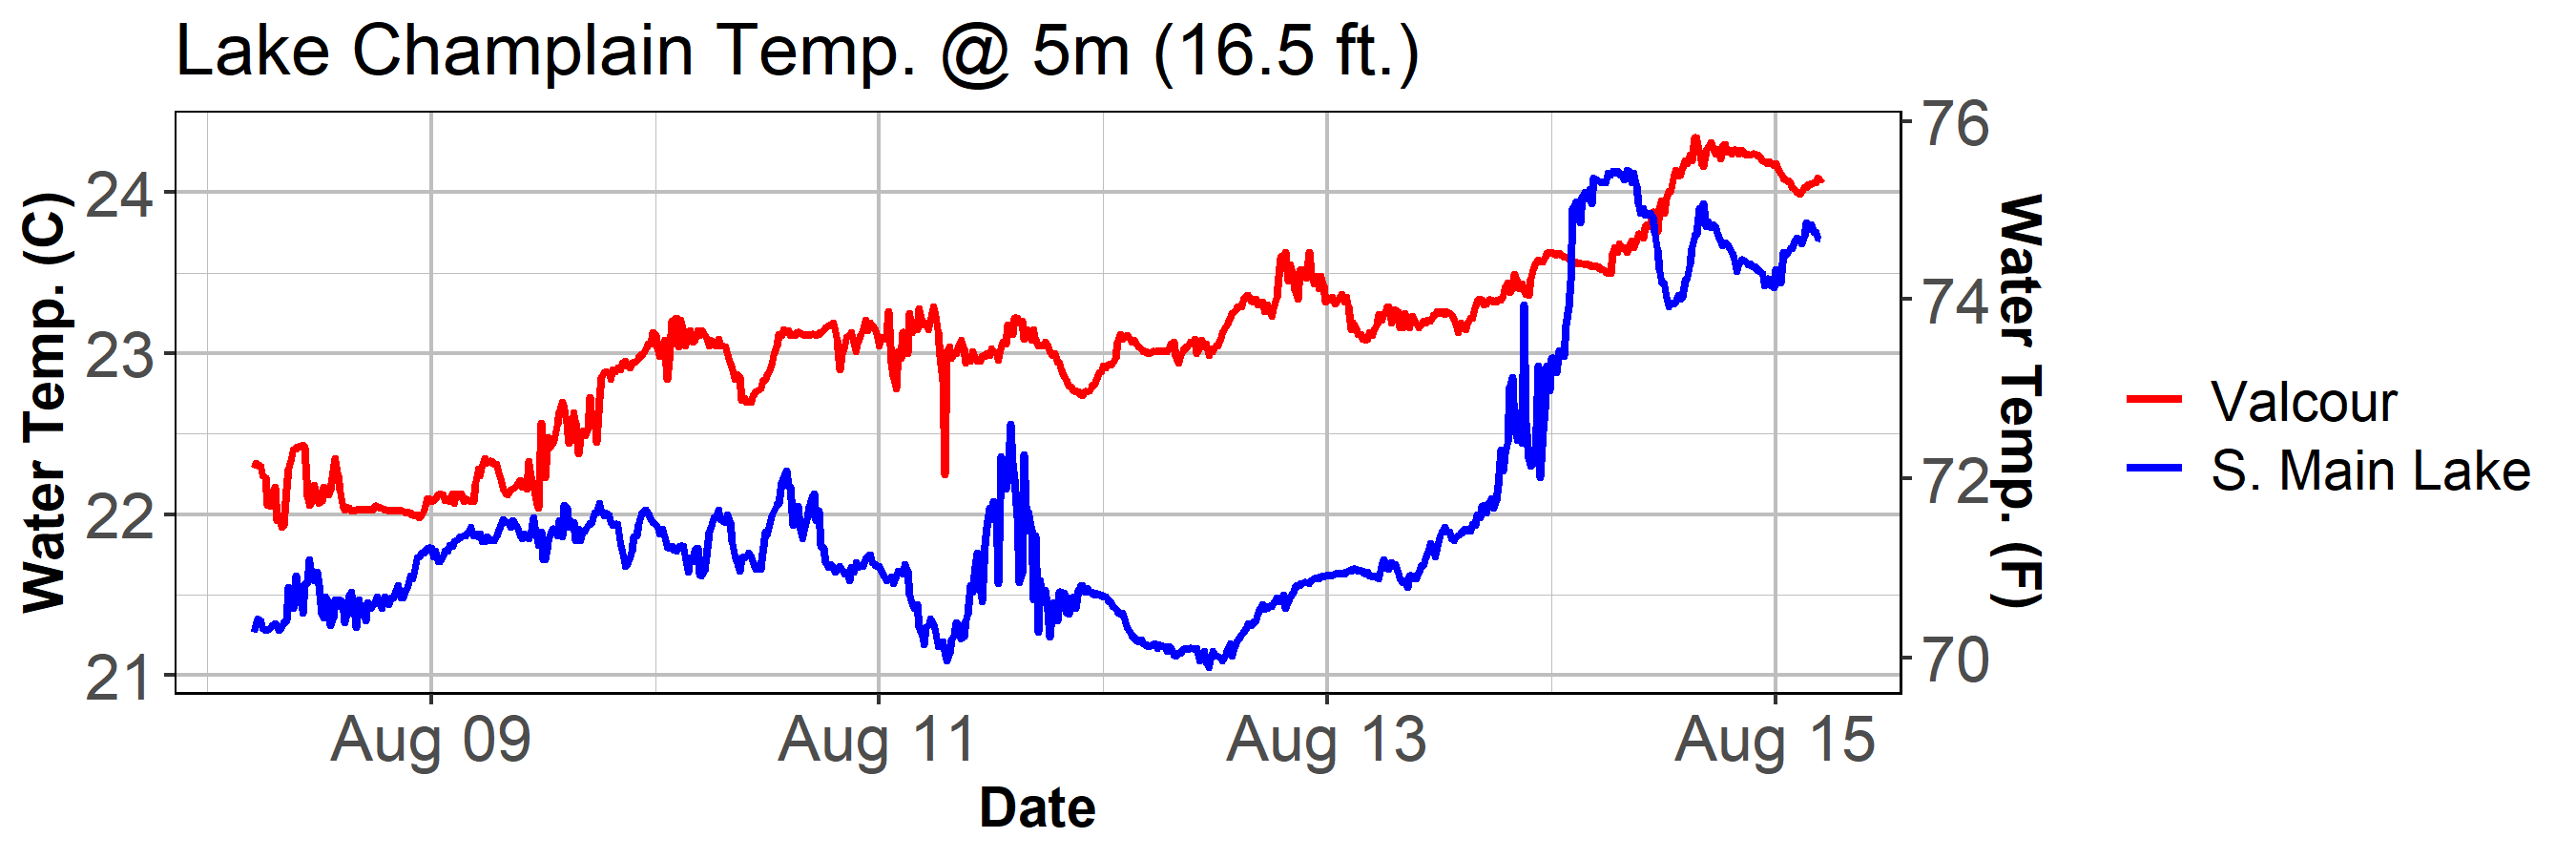 Lake Champlain Temp. @ 5m (16.5 ft.)
Water Temp. (C)
24
23
22
21
76
74
72
70
Water Temp. (F)
Aug 09
Aug 11
Aug 13
Aug 15
Date
Valcour
S. Main Lake